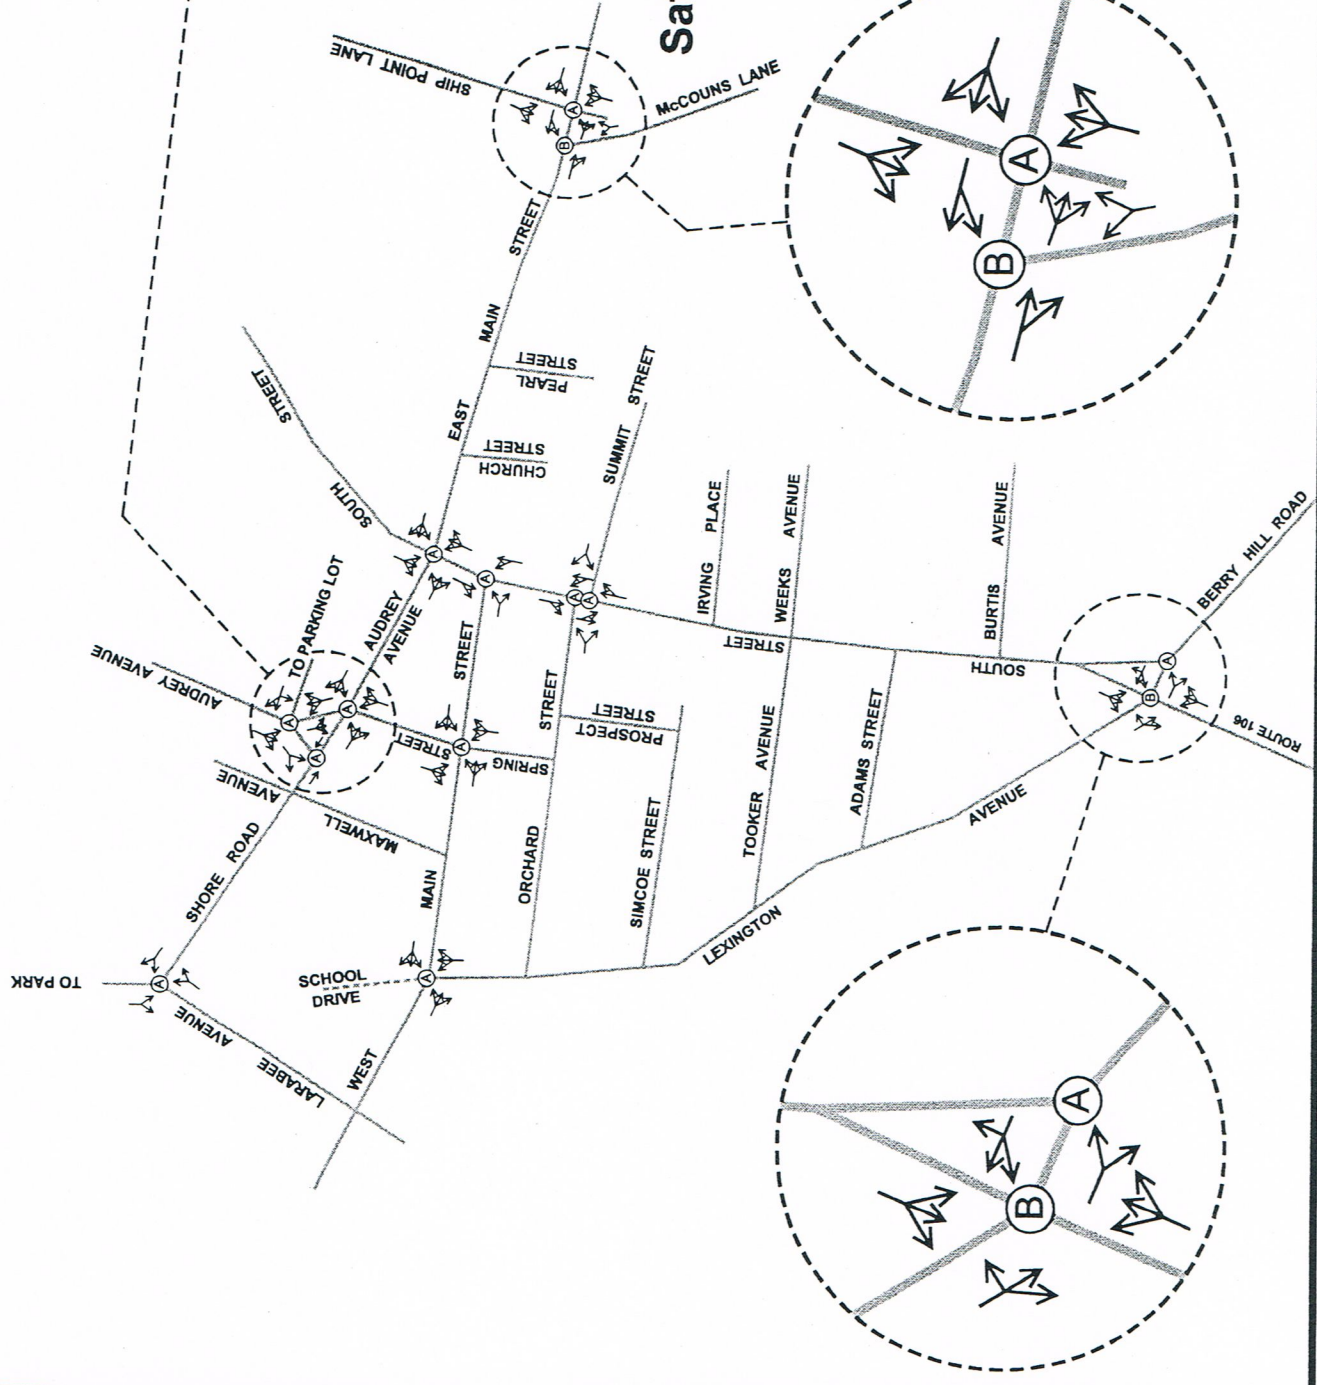 Sa
SHIP POINT LANE
McCOUNS LANE
STREET
MAIN
EAST
PEARL
STREET
CHURCH
STREET
SUMMIT STREET
SOUTH
STREET
TO PARKING LOT
AUDREY
AVENUE
AUDREY AVENUE
STREET
SPRING
STREET
MAIN
WEST
MAXWELL
AVENUE
SHORE ROAD
TO PARK
LARABEE AVENUE
SCHOOL
DRIVE
ORCHARD
STREET
PROSPECT
STREET
SIMCOE STREET
IRVING PLACE
WEEKS AVENUE
TOOKER AVENUE
ADAMS STREET
BURTIS AVENUE
STREET
SOUTH
LEXINGTON
AVENUE
BERRY HILL ROAD
ROUTE 106
A
B
A
A
A
A
A
A
A
A
A
A
A
A
B
A
B
A
B